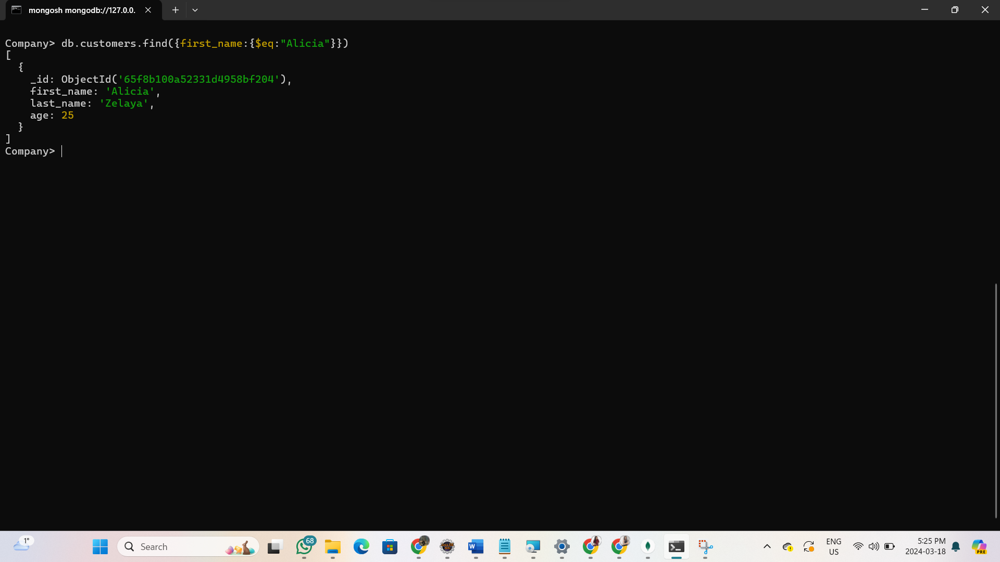 mongosh mongodb://127.0.0.
Company> db.customers.find({first_name:{$eq:"Alicia"}})
[
{
_id: ObjectId('65f8b100a52331d4958bf204'),
first_name: 'Alicia',
last_name: 'Zelaya',
age: 25
}
]
Company>
1°
Search
68
W
ENG
US
5:25 PM
2024-03-18
PRE